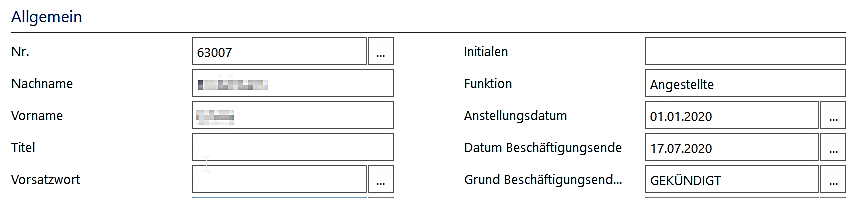 Allgemein
Nr. 63007 ... Initialen
Nachname Funktion Angestellte
Vorname Anstellungsdatum 01.01.2020 ...
Titel Datum Beschäftigungsende 17.07.2020 ...
Vorsatzwort ... Grund Beschäftigungsend... GEKÜNDIGT ...